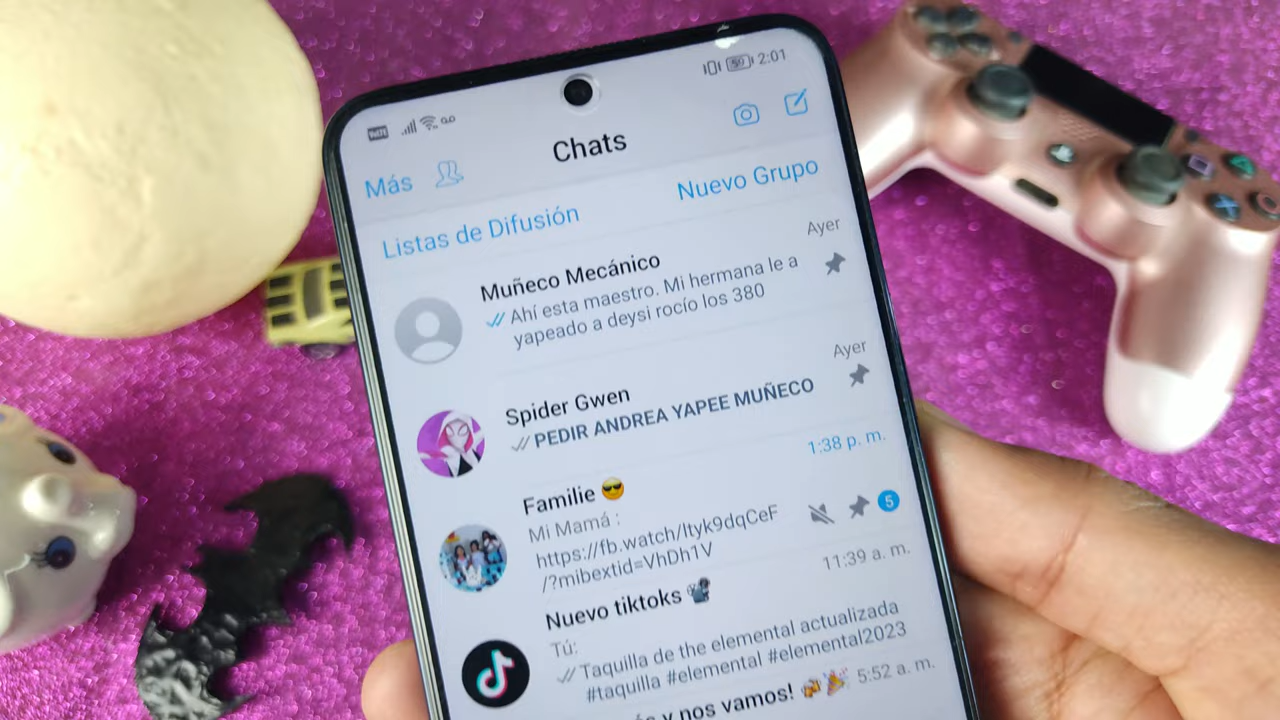 VoLTE
50
2:01
Chats
Más
Nuevo Grupo
Listas de Difusión
Muñeco Mecánico
Ayer
Ahí esta maestro. Mi hermana le a
yapeado a deysi rocío los 380
Spider Gwen
Ayer
PEDIR ANDREA YAPEE MUÑECO
Familie 😎
1:38 p. m.
Mi Mamá :
https://fb.watch/ltyk9dqCeF
/?mibextid=VhDh1V
5
Nuevo tiktoks 📽️
11:39 a. m.
Tú:
Taquilla de the elemental actualizada
#taquilla #elemental #elemental2023
y nos vamos! 🎉
5:52 a. m.